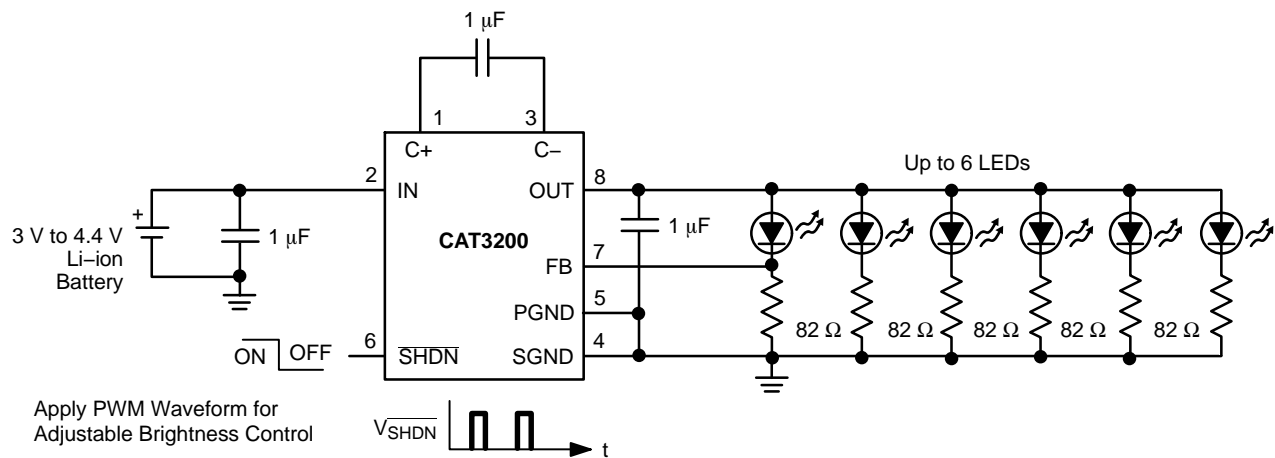 1 μF
1
3
C+
C−
2
IN
OUT
8
Up to 6 LEDs
+
3 V to 4.4 V
Li−ion
Battery
1 μF
CAT3200
1 μF
FB
7
PGND
5
82 Ω
82 Ω
82 Ω
82 Ω
82 Ω
ON
OFF
6
SHDN
SGND
4
Apply PWM Waveform for
Adjustable Brightness Control
VSHDN
t